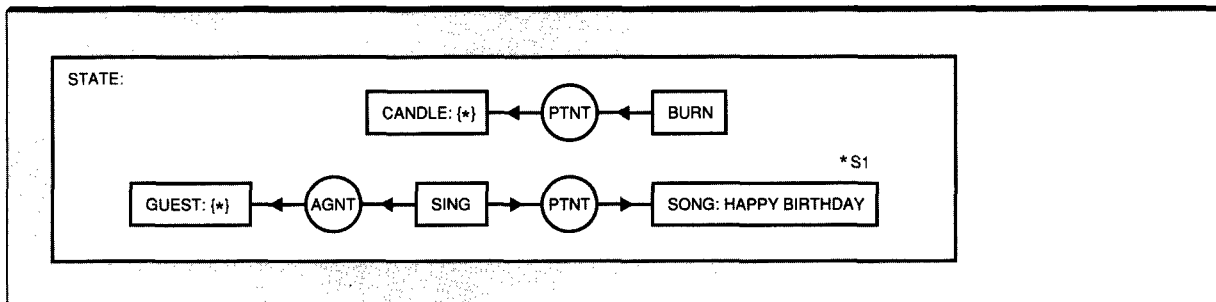 STATE:
CANDLE: {*} PTNT BURN
*S1
GUEST: {*} AGNT SING PTNT SONG: HAPPY BIRTHDAY